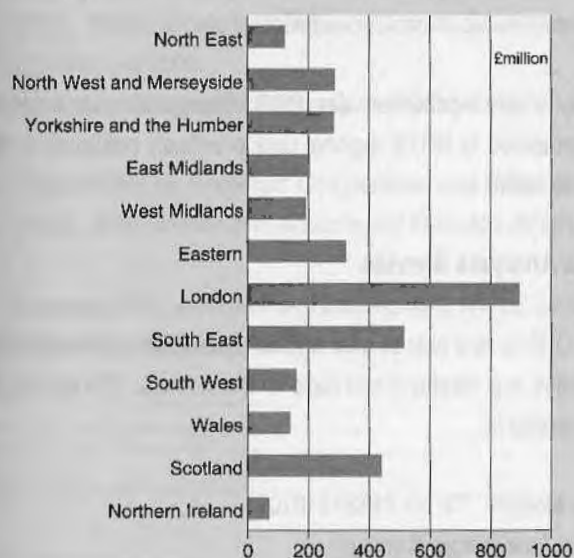 North East
£million
North West and Merseyside
Yorkshire and the Humber
East Midlands
West Midlands
Eastern
London
South East
South West
Wales
Scotland
Northern Ireland
0 200 400 600 800 1000